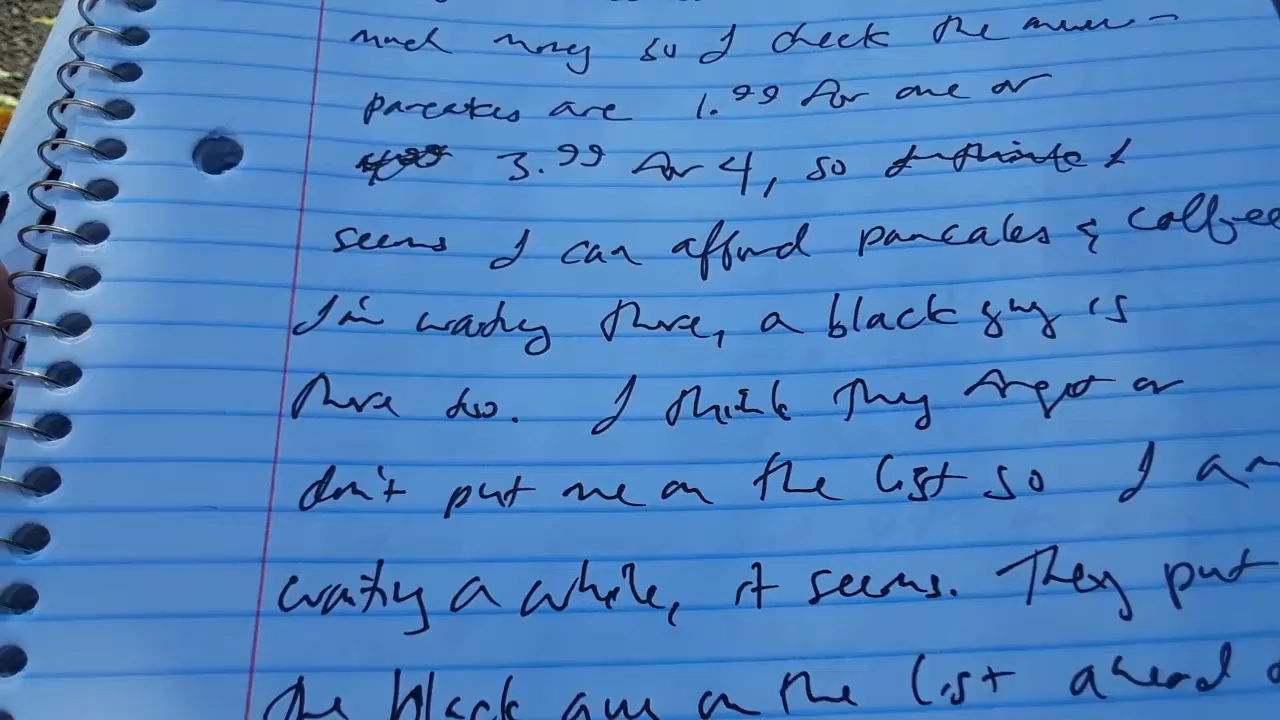 much money so I check the menu -
pancakes are 1.99 for one or
3.99 for 4, so I
seems I can afford pancakes & coffee
I'm waiting there, a black guy is
there too. I think they forgot or
don't put me on the list so I am
waiting a while, it seems. They put
the black guy on the list ahead